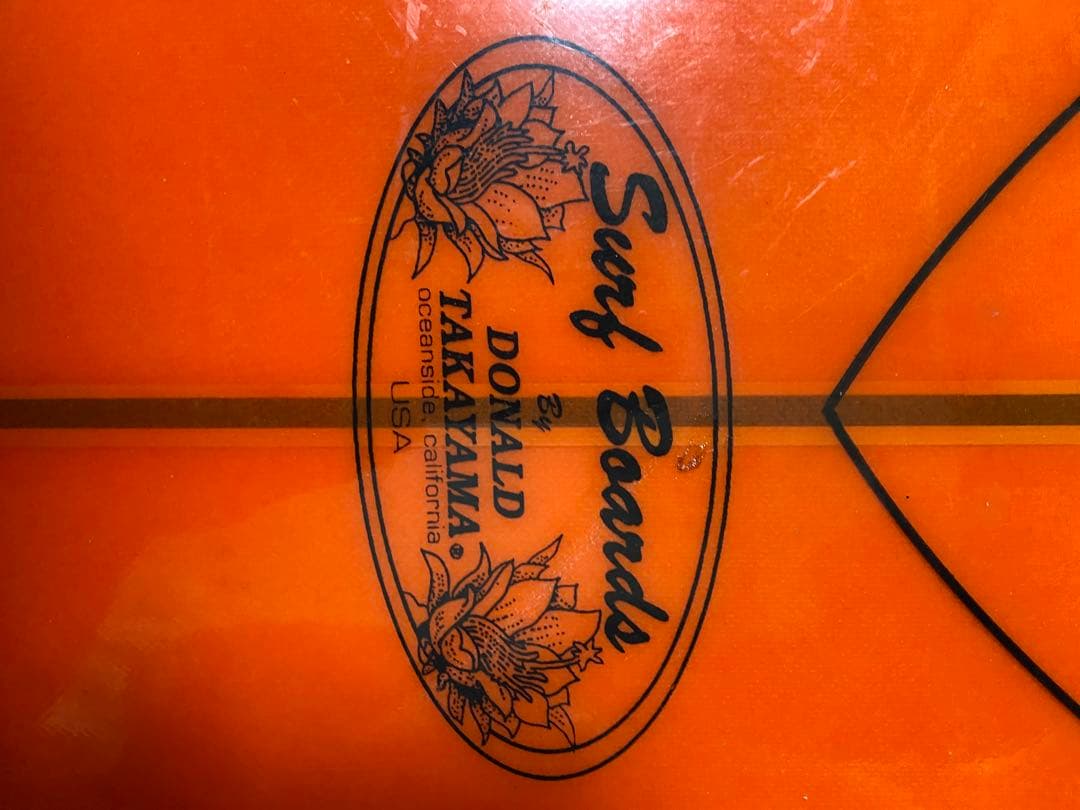 Surf Boards
By
DONALD
TAKAYAMA®
oceanside, california
USA